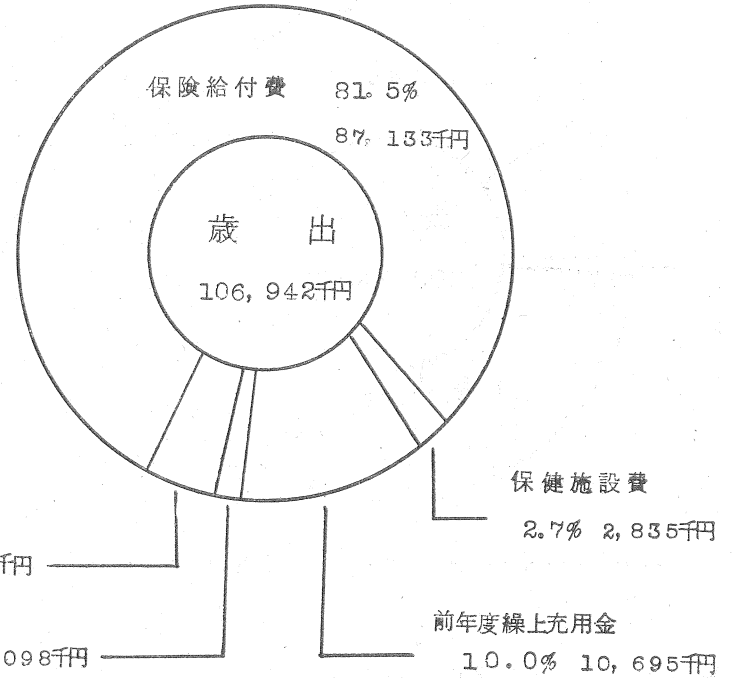 保険給付費 81.5%
87,133千円
歳 出
106,942千円
保健施設費
2.7% 2,835千円
千円
前年度繰上充用金
098千円
10.0% 10,695千円